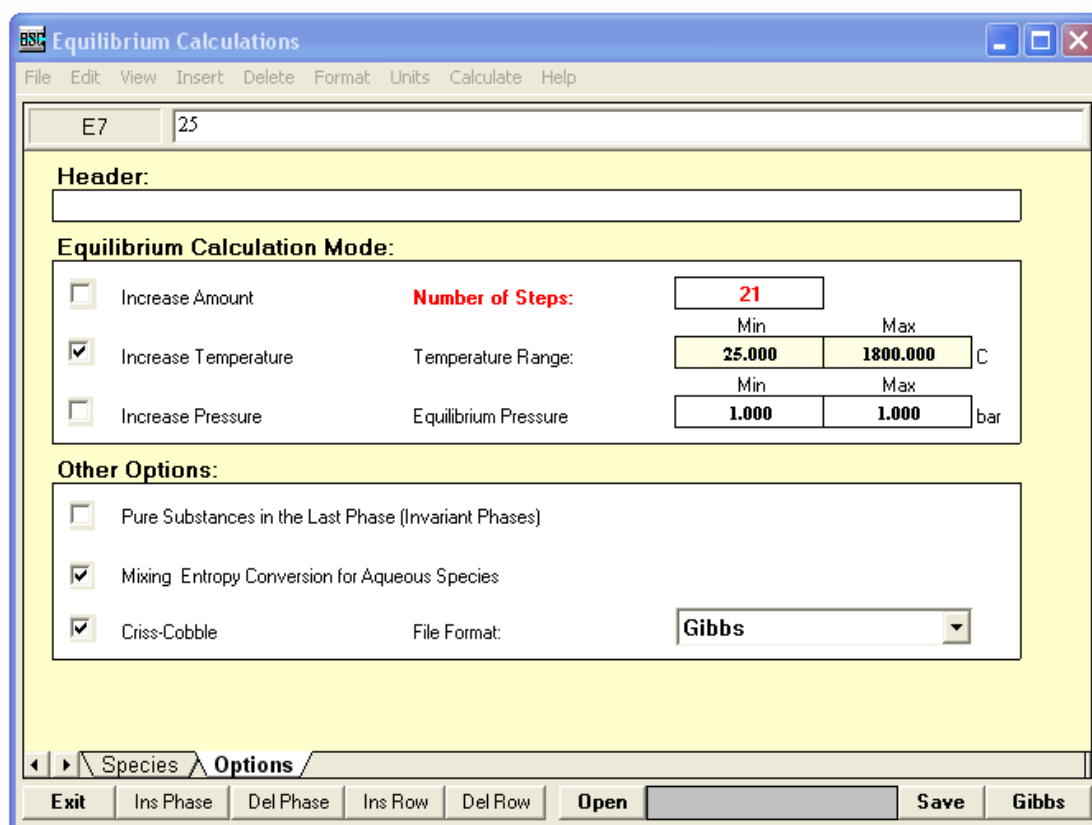 HSC Equilibrium Calculations
File Edit View Insert Delete Format Units Calculate Help
E7 25
Header:
Equilibrium Calculation Mode:
Increase Amount Number of Steps: 21
Min Max
Increase Temperature Temperature Range: 25.000 1800.000 C
Min Max
Increase Pressure Equilibrium Pressure 1.000 1.000 bar
Other Options:
Pure Substances in the Last Phase (Invariant Phases)
Mixing Entropy Conversion for Aqueous Species
Criss-Cobble File Format: Gibbs
Species Options
Exit Ins Phase Del Phase Ins Row Del Row Open Save Gibbs